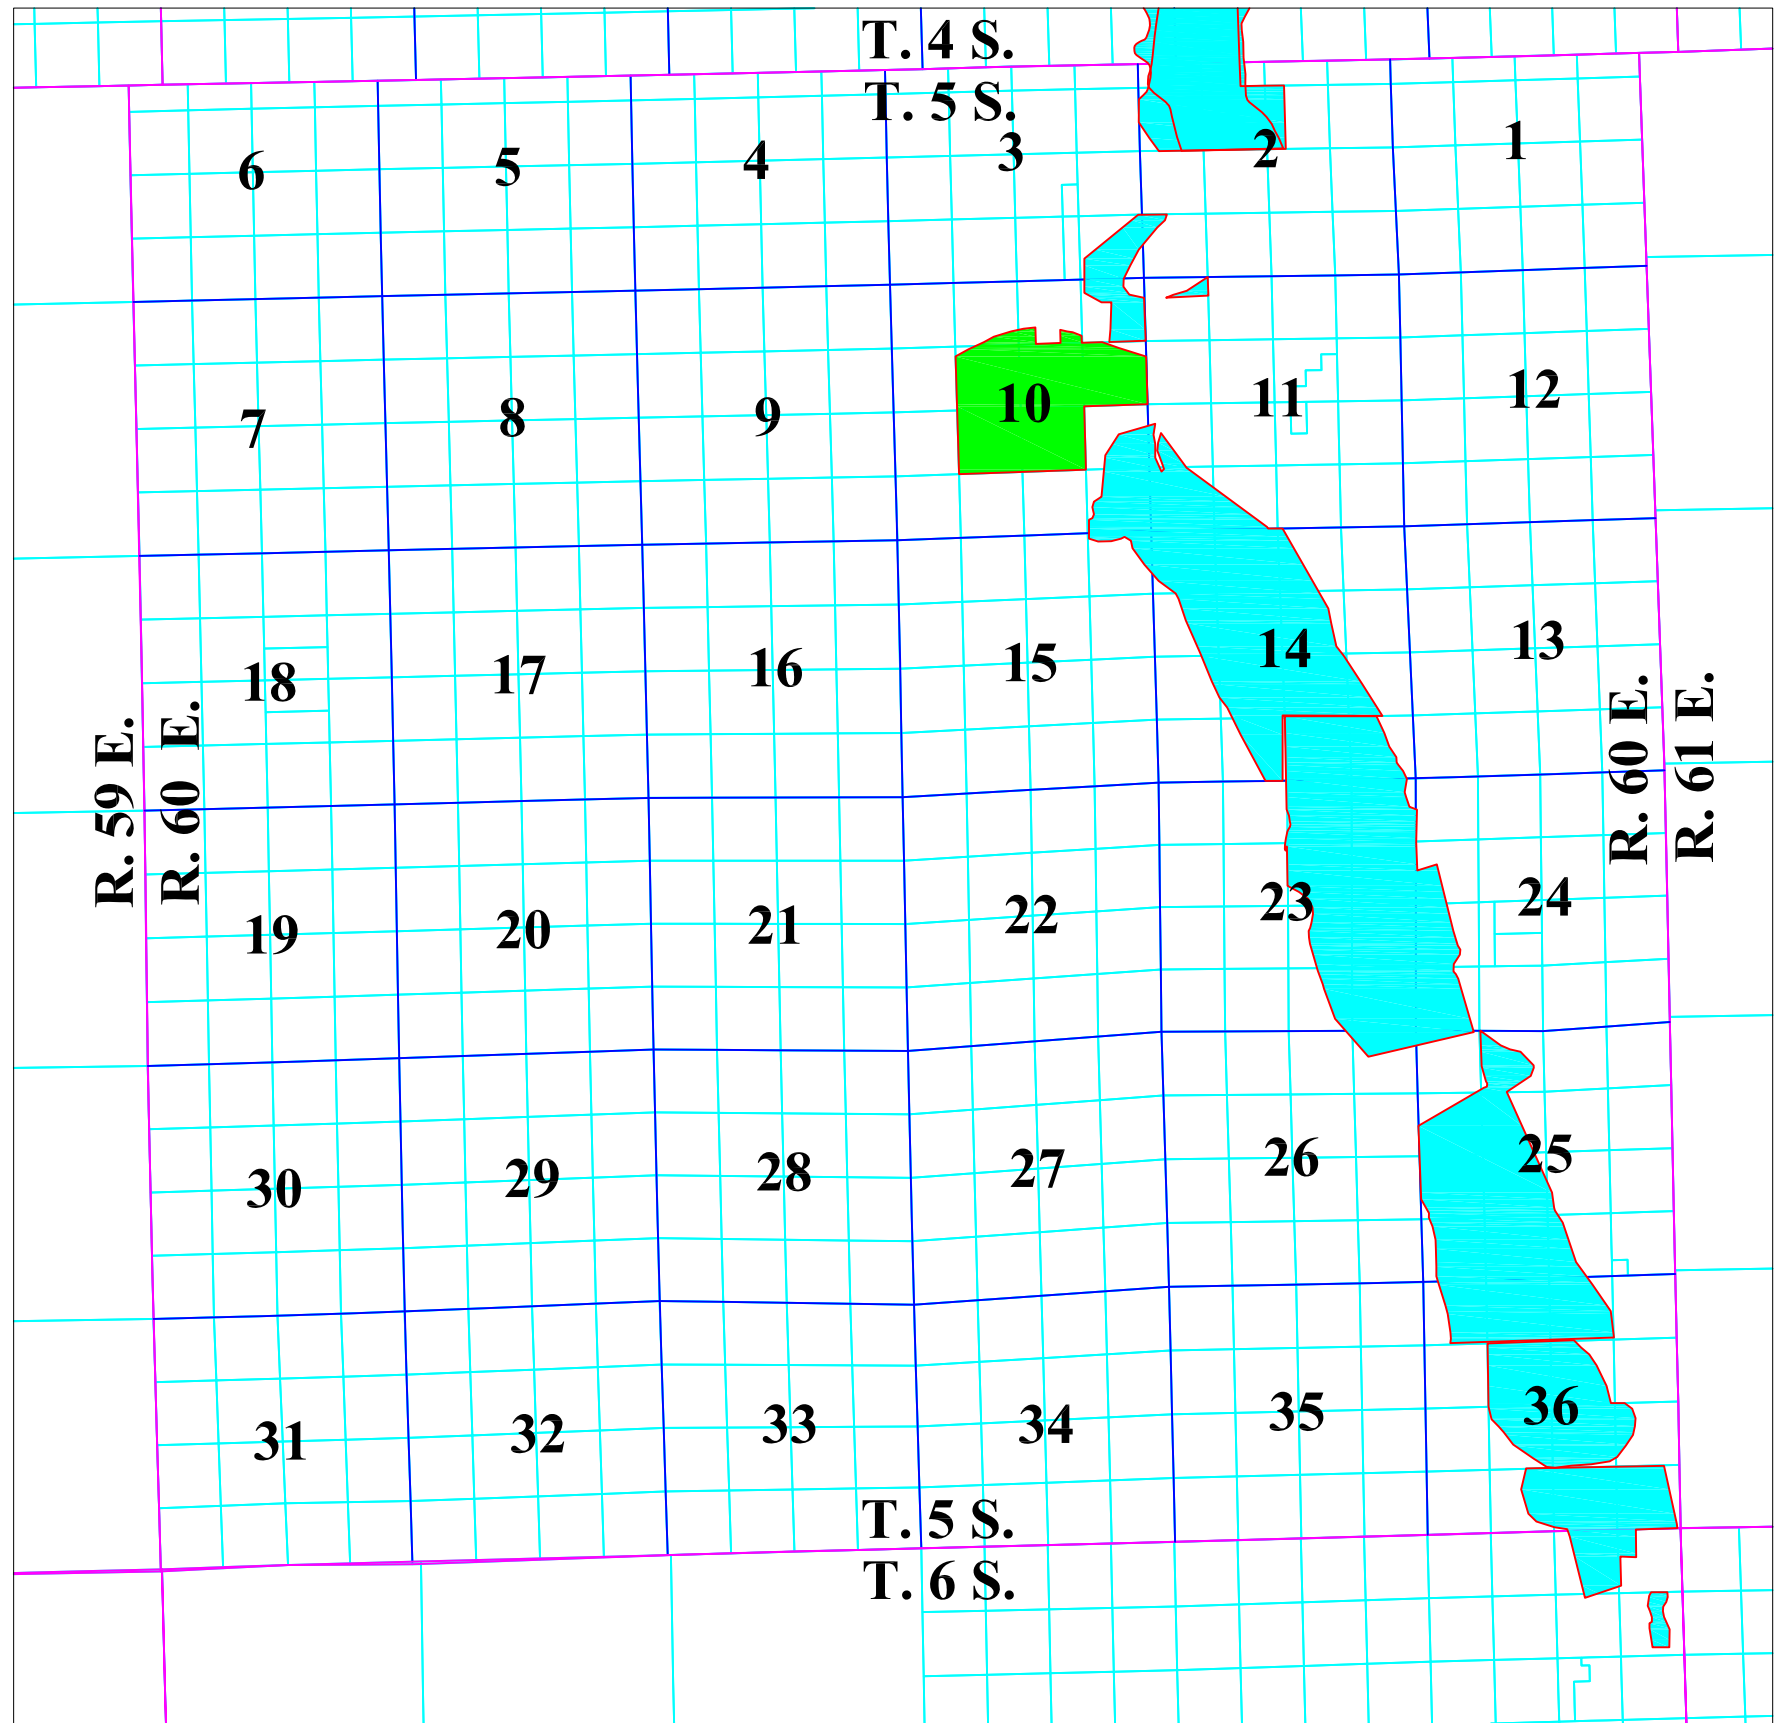 T. 4 S.
T. 5 S.
6 5 4 3 2 1
7 8 9 10 11 12
18 17 16 15 14 13
R. 59 E.
R. 60 E.
R. 60 E.
R. 61 E.
19 20 21 22 23 24
30 29 28 27 26 25
31 32 33 34 35 36
T. 5 S.
T. 6 S.